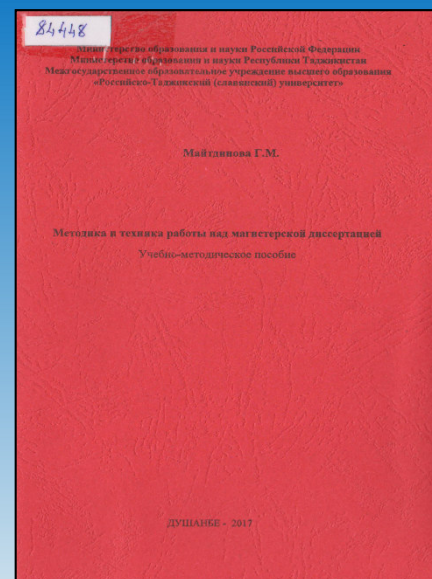 84448
Министерство образования и науки Российской Федерации
Министерство образования и науки Республики Таджикистан
Межгосударственное образовательное учреждение высшего образования
«Российско-Таджикский (славянский) университет»
Майтдинова Г.М.
Методика и техника работы над магистерской диссертацией
Учебно-методическое пособие
ДУШАНБЕ - 2017